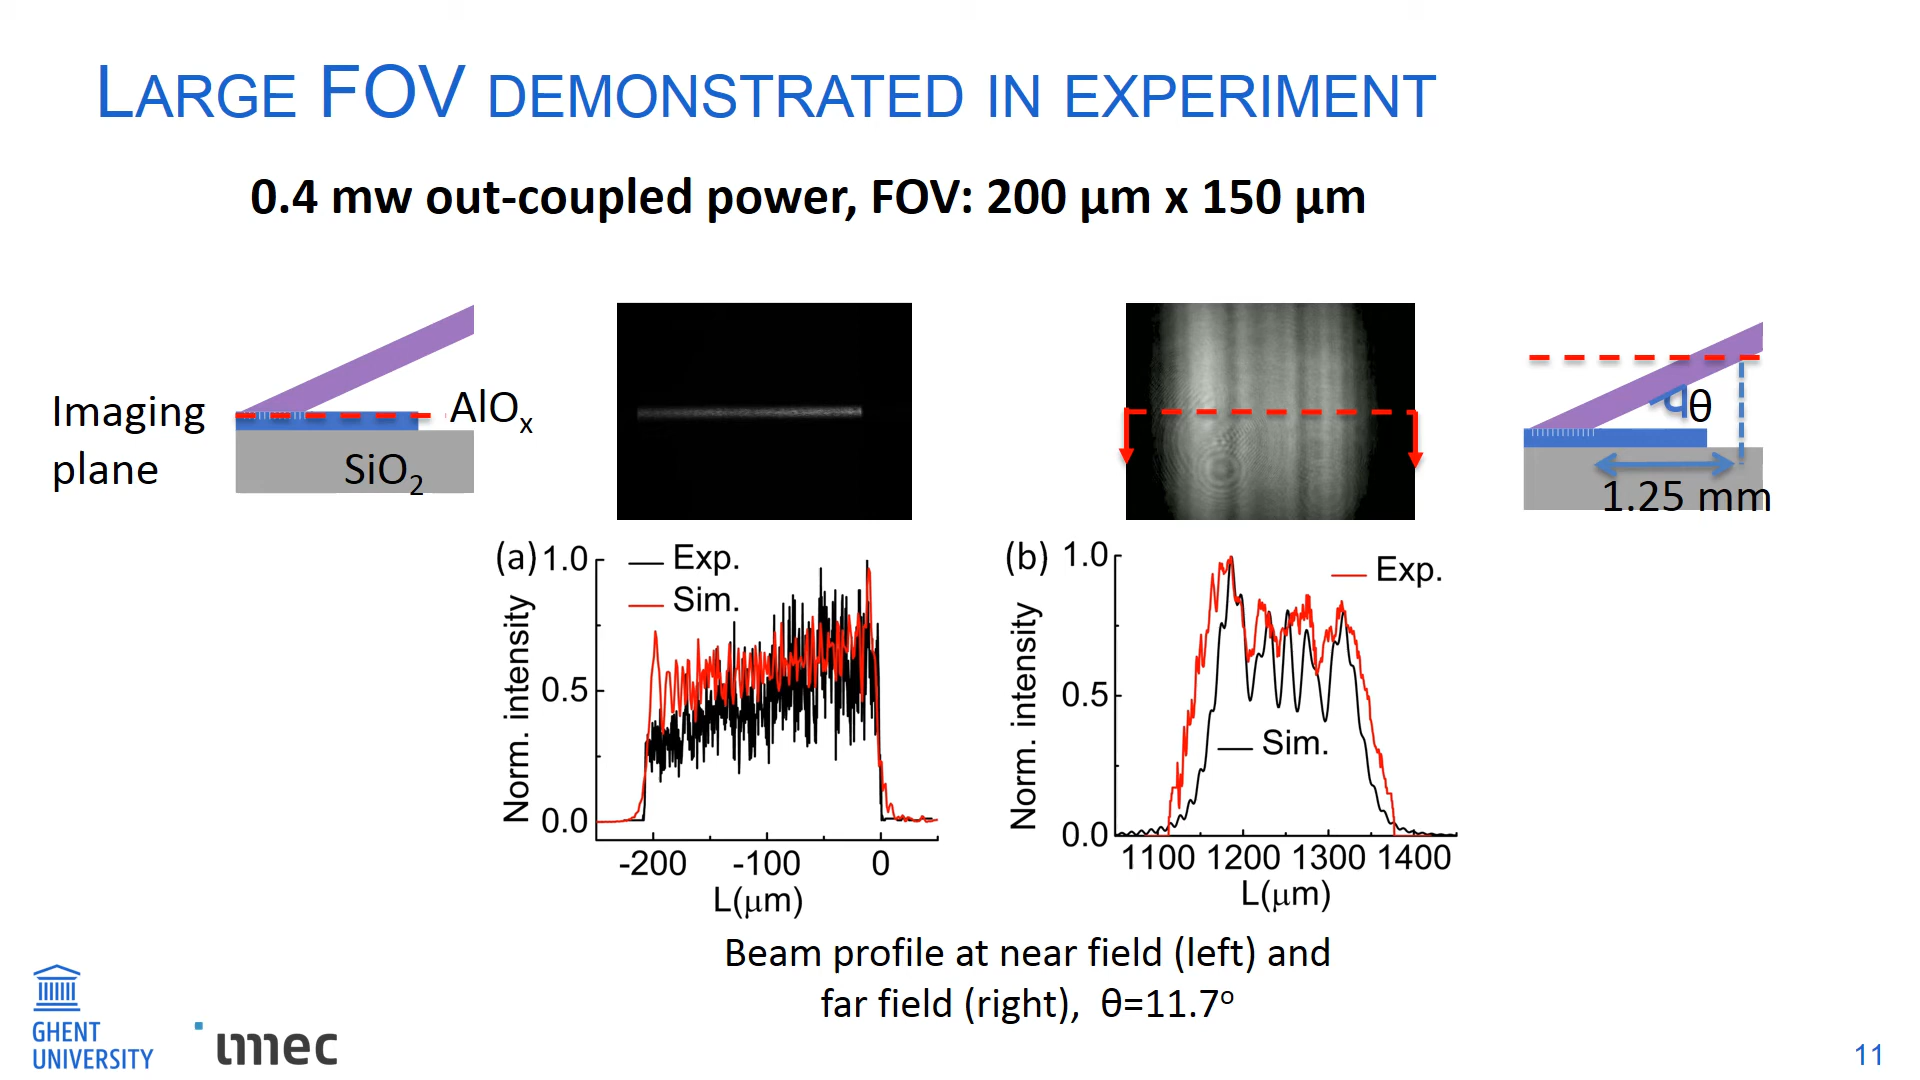 LARGE FOV DEMONSTRATED IN EXPERIMENT
0.4 mw out-coupled power, FOV: 200 μm x 150 μm
Imaging
plane
AlOx
SiO2
θ
1.25 mm
(a)
1.0
0.5
0.0
Norm. intensity
Exp.
Sim.
-200 -100 0
L(μm)
(b)
1.0
0.5
0.0
Norm. intensity
Exp.
Sim.
1100 1200 1300 1400
L(μm)
Beam profile at near field (left) and
far field (right), θ=11.7o
GHENT
UNIVERSITY
imec
11